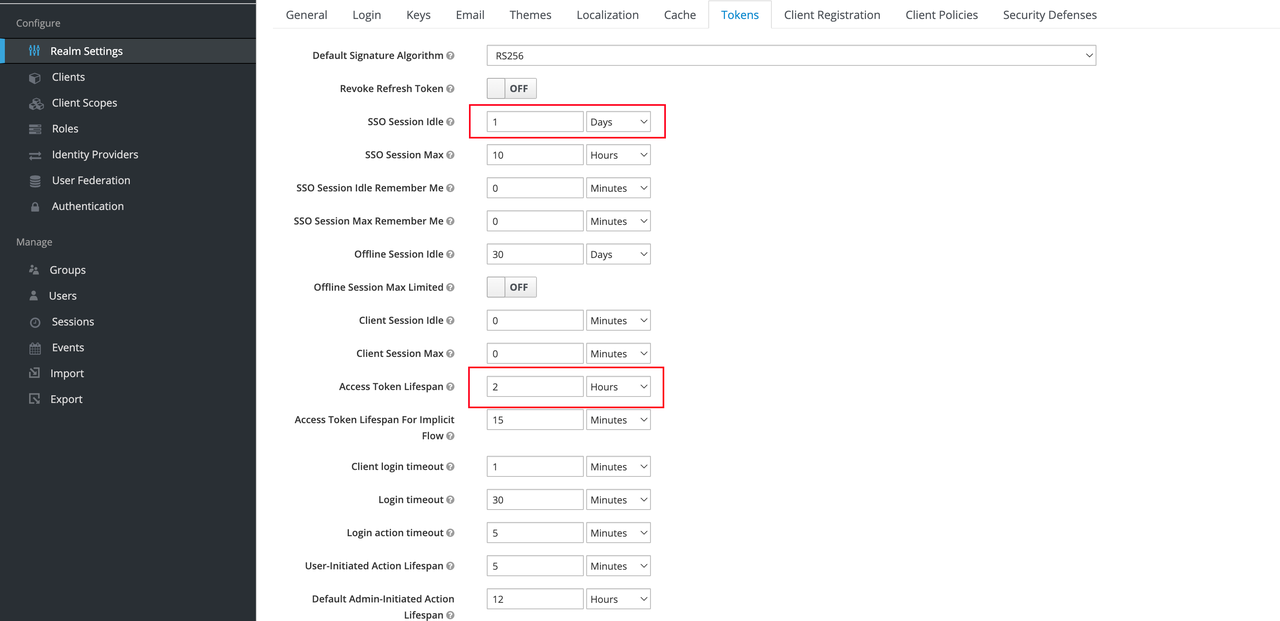 Configure
Realm Settings
Clients
Client Scopes
Roles
Identity Providers
User Federation
Authentication
Manage
Groups
Users
Sessions
Events
Import
Export
General Login Keys Email Themes Localization Cache Tokens Client Registration Client Policies Security Defenses
Default Signature Algorithm RS256
Revoke Refresh Token OFF
SSO Session Idle 1 Days
SSO Session Max 10 Hours
SSO Session Idle Remember Me 0 Minutes
SSO Session Max Remember Me 0 Minutes
Offline Session Idle 30 Days
Offline Session Max Limited OFF
Client Session Idle 0 Minutes
Client Session Max 0 Minutes
Access Token Lifespan 2 Hours
Access Token Lifespan For Implicit 15 Minutes
Flow
Client login timeout 1 Minutes
Login timeout 30 Minutes
Login action timeout 5 Minutes
User-Initiated Action Lifespan 5 Minutes
Default Admin-Initiated Action 12 Hours
Lifespan